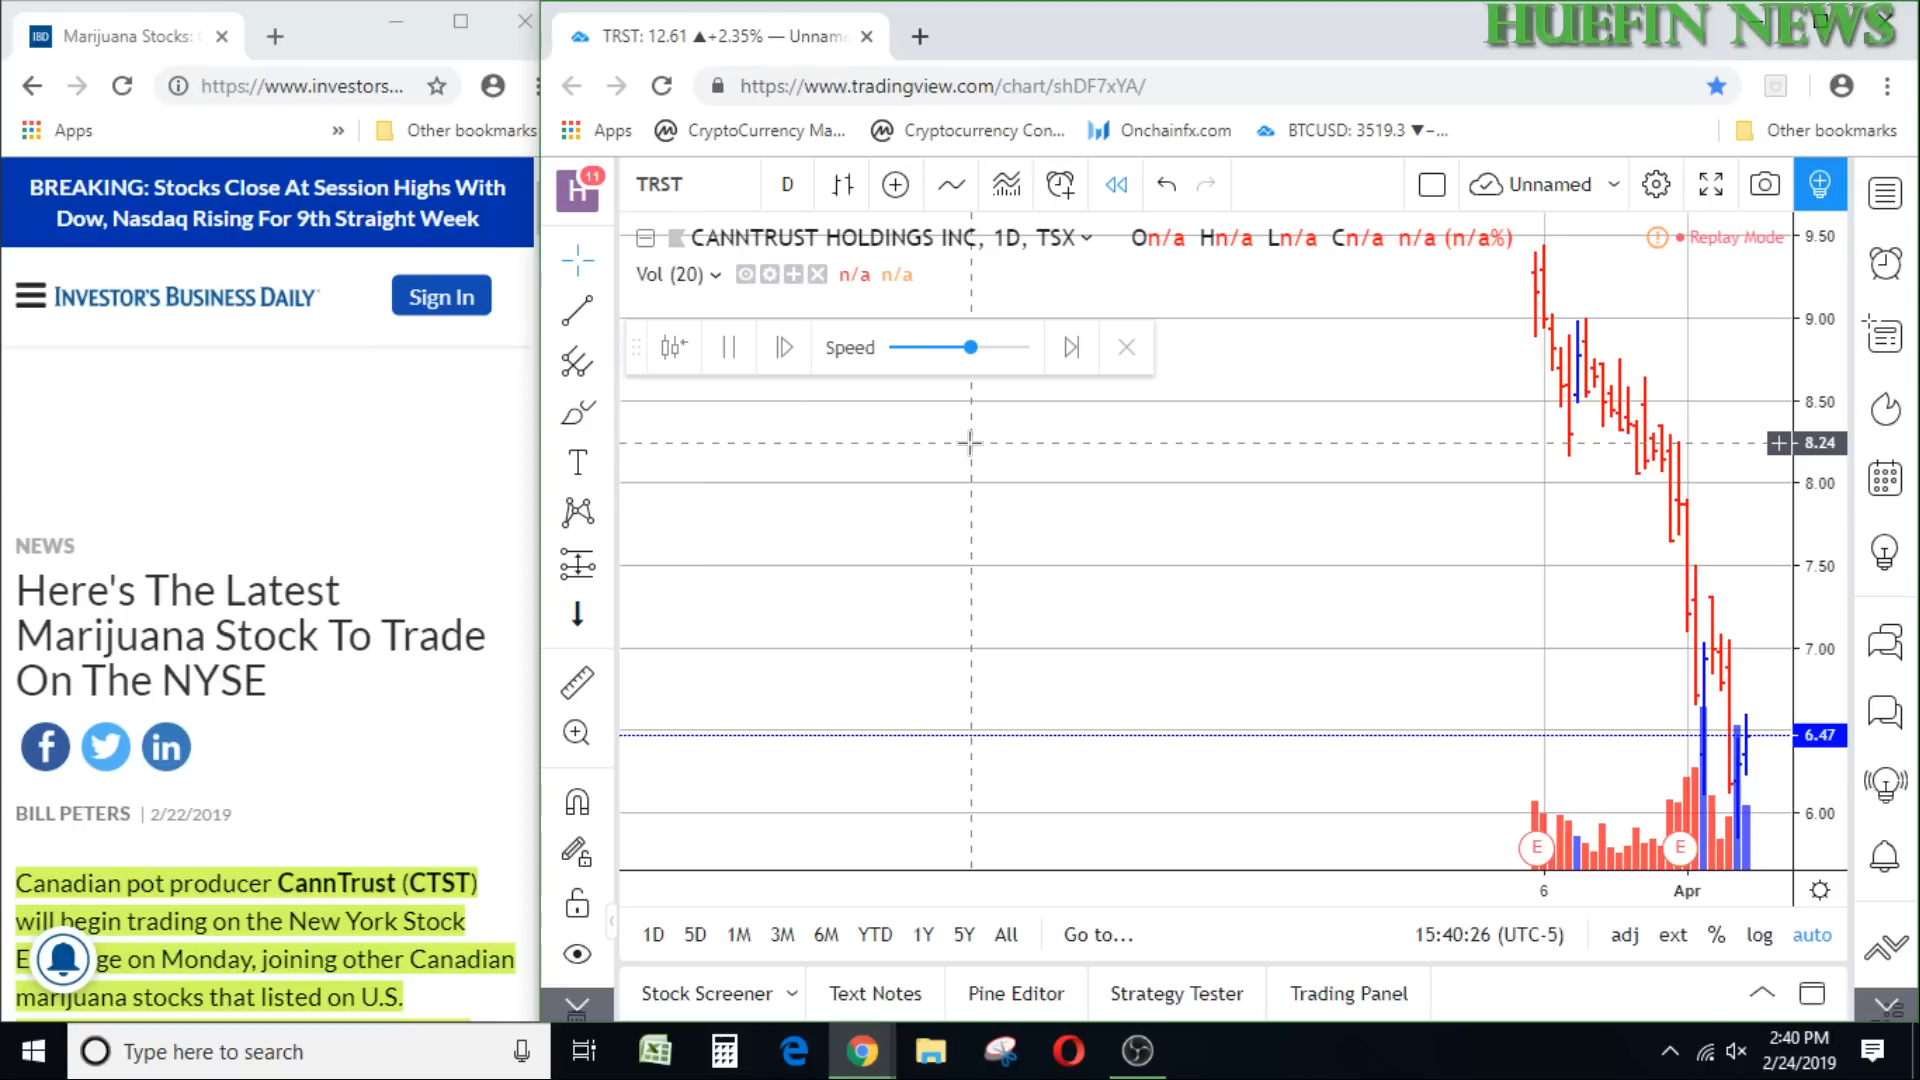 HUEFIN NEWS
IBD Marijuana Stocks:
https://www.investors...
Apps
»
Other bookmarks
BREAKING: Stocks Close At Session Highs With
Dow, Nasdaq Rising For 9th Straight Week
INVESTOR'S BUSINESS DAILY
Sign In
NEWS
Here's The Latest
Marijuana Stock To Trade
On The NYSE
BILL PETERS | 2/22/2019
Canadian pot producer CannTrust (CTST)
will begin trading on the New York Stock
ge on Monday, joining other Canadian
marijuana stocks that listed on U.S.
TRST: 12.61 ▲+2.35% — Unnam
https://www.tradingview.com/chart/shDF7xYA/
Apps
CryptoCurrency Ma...
Cryptocurrency Con...
Onchainfx.com
BTCUSD: 3519.3 ▼−...
Other bookmarks
H 11
TRST
D
Unnamed
CANNTRUST HOLDINGS INC, 1D, TSX
On/a Hn/a Ln/a Cn/a n/a (n/a%)
Replay Mode
Vol (20) n/a n/a
Speed
9.50
9.00
8.50
8.24
8.00
7.50
7.00
6.47
6.00
E E
6 Apr
1D 5D 1M 3M 6M YTD 1Y 5Y All Go to...
15:40:26 (UTC-5) adj ext % log auto
Stock Screener Text Notes Pine Editor Strategy Tester Trading Panel
Type here to search
2:40 PM
2/24/2019